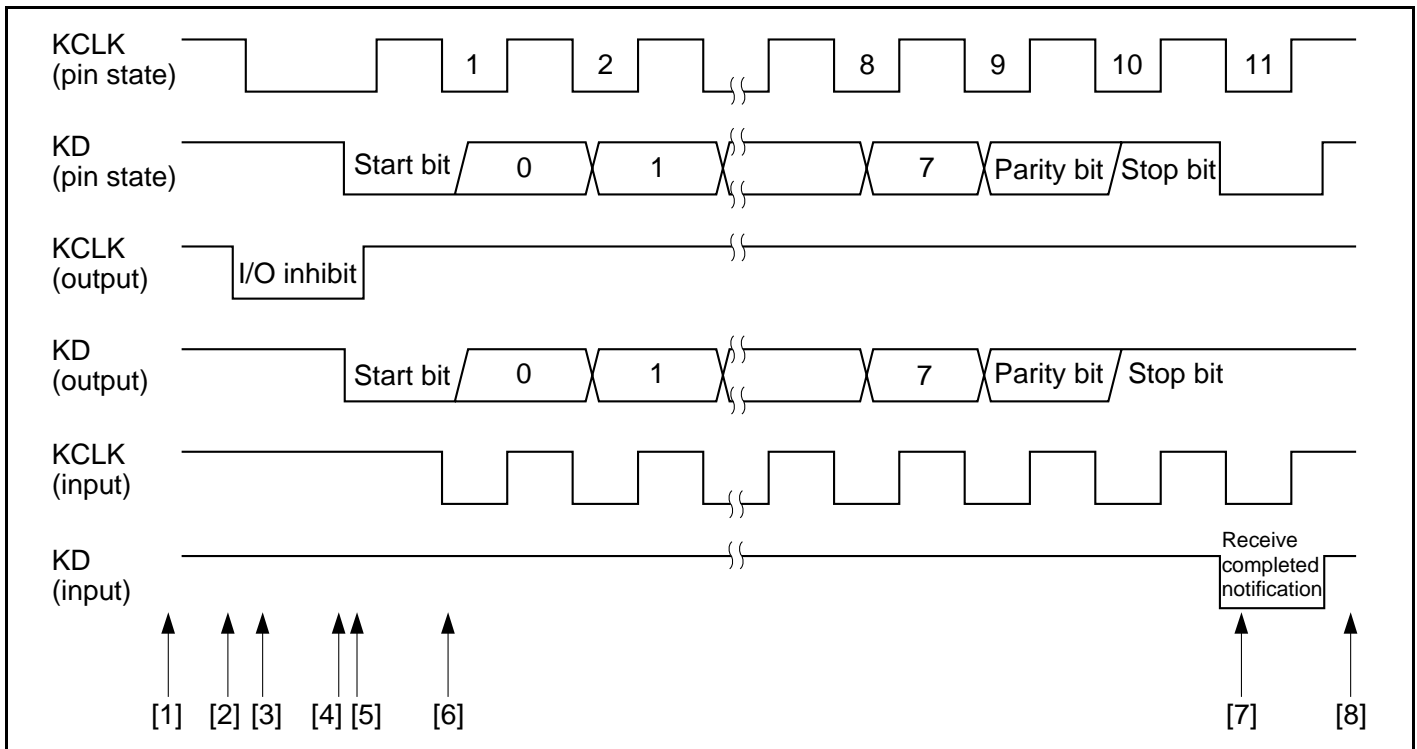 KCLK
(pin state)
1 2 8 9 10 11
KD
(pin state)
Start bit 0 1 7 Parity bit Stop bit
KCLK
(output)
I/O inhibit
KD
(output)
Start bit 0 1 7 Parity bit Stop bit
KCLK
(input)
KD
(input)
Receive
completed
notification
[1] [2] [3] [4] [5] [6] [7] [8]